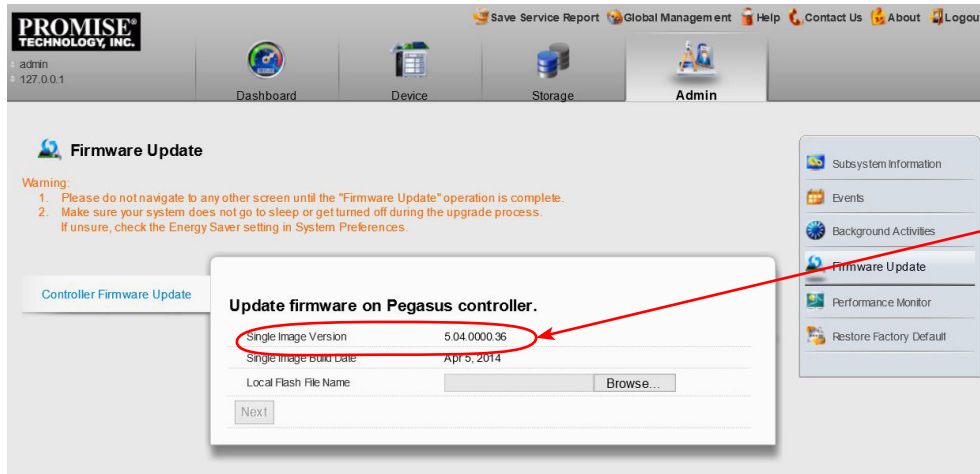 PROMISE®
TECHNOLOGY, INC.
Save Service Report Global Management Help Contact Us About Logou
admin
127.0.0.1
Dashboard Device Storage Admin
Firmware Update
Warning:
1. Please do not navigate to any other screen until the "Firmware Update" operation is complete.
2. Make sure your system does not go to sleep or get turned off during the upgrade process.
If unsure, check the Energy Saver setting in System Preferences.
Controller Firmware Update
Update firmware on Pegasus controller.
Single Image Version 5.04.0000.36
Single Image Build Date Apr 5, 2014
Local Flash File Name Browse...
Next
Subsystem Information
Events
Background Activities
Firmware Update
Performance Monitor
Restore Factory Default